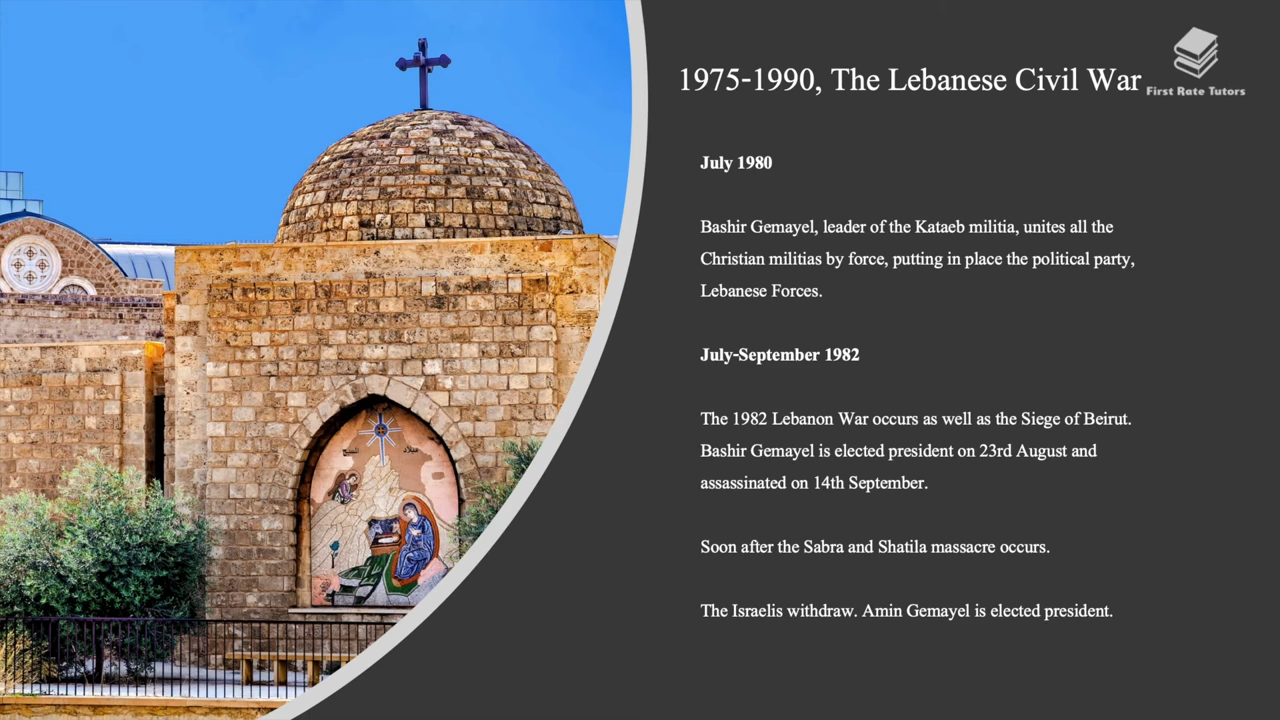 1975-1990, The Lebanese Civil War
First Rate Tutors
July 1980
Bashir Gemayel, leader of the Kataeb militia, unites all the
Christian militias by force, putting in place the political party,
Lebanese Forces.
July-September 1982
The 1982 Lebanon War occurs as well as the Siege of Beirut.
Bashir Gemayel is elected president on 23rd August and
assassinated on 14th September.
Soon after the Sabra and Shatila massacre occurs.
The Israelis withdraw. Amin Gemayel is elected president.
ميلاد المسيح